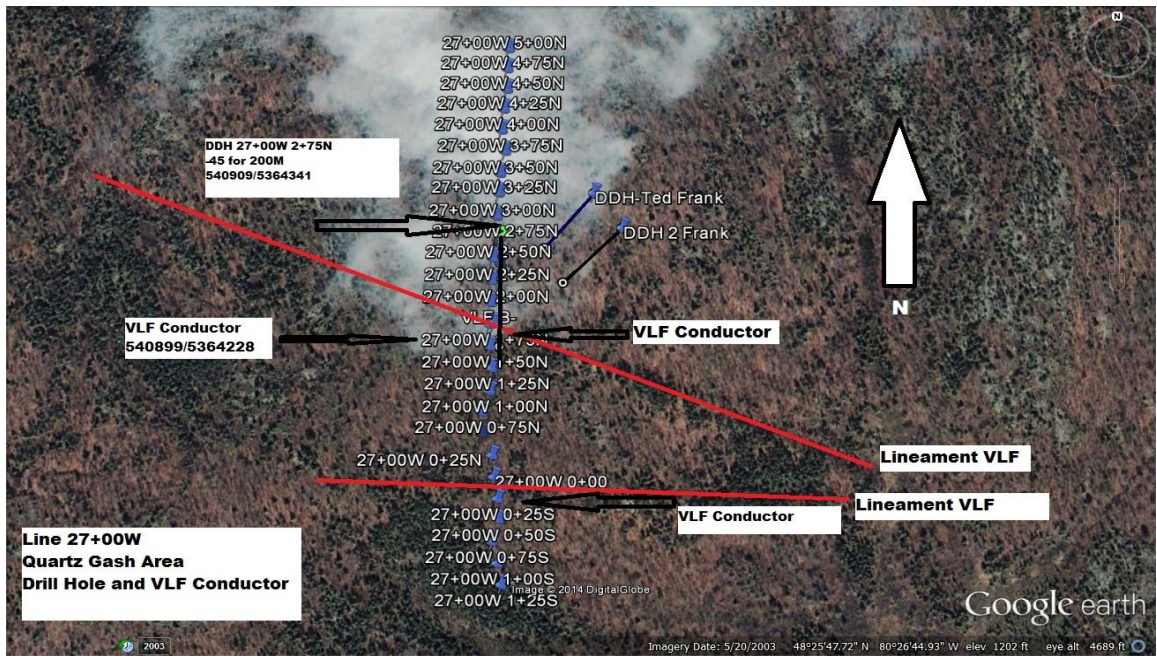 N
27+00W 5+00N
27+00W 4+75N
27+00W 4+50N
27+00W 4+25N
27+00W 4+00N
27+00W 3+75N
27+00W 3+50N
27+00W 3+25N
27+00W 3+00N
27+00W 2+75N
27+00W 2+50N
27+00W 2+25N
27+00W 2+00N
VLF B-
27+00W 1+50N
27+00W 1+25N
27+00W 1+00N
27+00W 0+75N
27+00W 0+25N
27+00W 0+00
27+00W 0+25S
27+00W 0+50S
27+00W 0+75S
27+00W 1+00S
27+00W 1+25S
DDH 27+00W 2+75N
-45 for 200M
540909/5364341
DDH-Ted Frank
DDH 2 Frank
N
VLF Conductor
540899/5364228
VLF Conductor
Lineament VLF
Lineament VLF
VLF Conductor
Line 27+00W
Quartz Gash Area
Drill Hole and VLF Conductor
Image © 2014 DigitalGlobe
Google earth
2003
Imagery Date: 5/20/2003 48°25'47.72" N 80°26'44.93" W elev 1202 ft eye alt 4689 ft